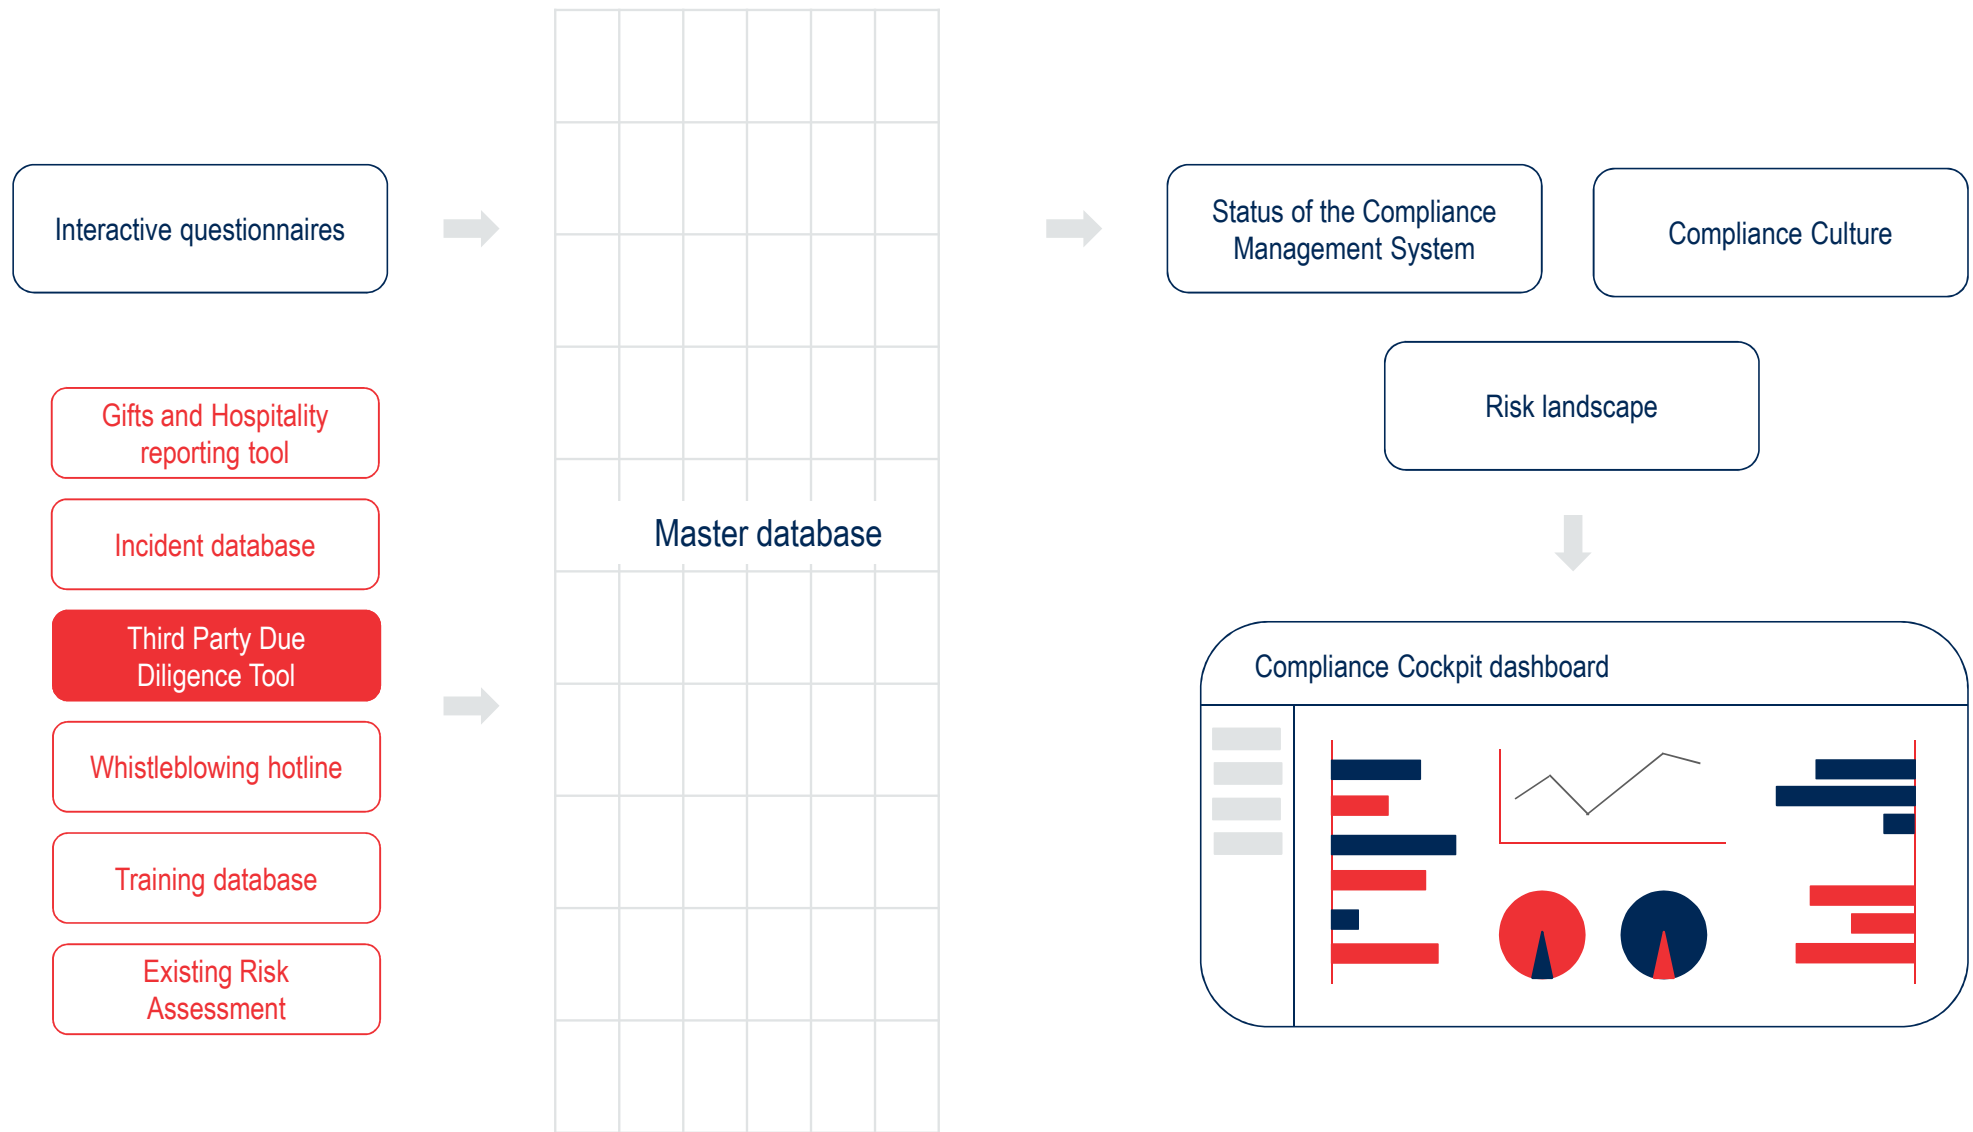 Interactive questionnaires
Gifts and Hospitality
reporting tool
Incident database
Third Party Due
Diligence Tool
Whistleblowing hotline
Training database
Existing Risk
Assessment
Master database
Status of the Compliance
Management System
Compliance Culture
Risk landscape
Compliance Cockpit dashboard